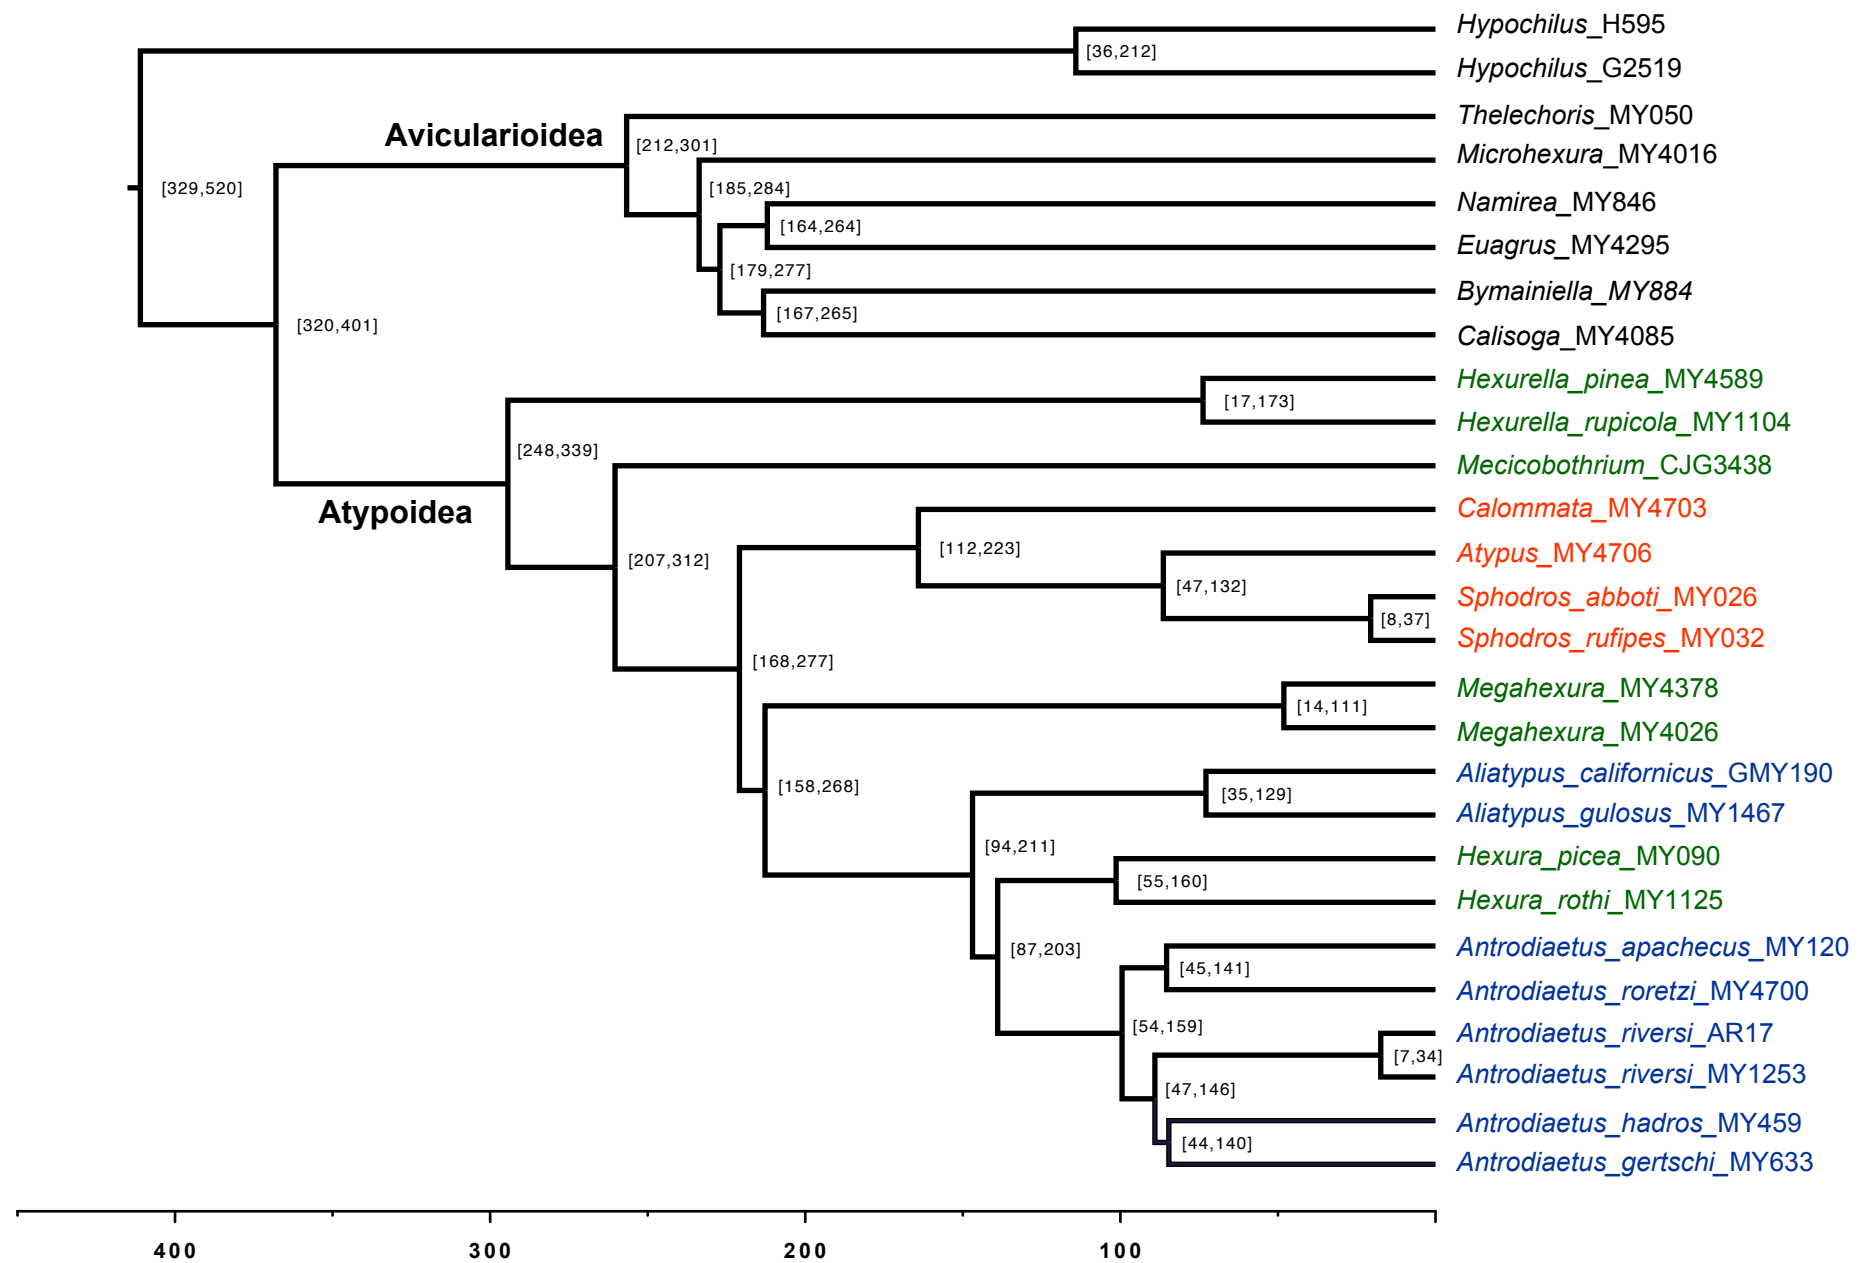 Hypochilus_H595
[36,212]
Hypochilus_G2519
Thelechoris_MY050
Avicularioidea
[212,301]
Microhexura_MY4016
[329,520]
[185,284]
Namirea_MY846
[164,264]
Euagrus_MY4295
[179,277]
Bymainiella_MY884
[167,265]
[320,401]
Calisoga_MY4085
Hexurella_pinea_MY4589
[17,173]
Hexurella_rupicola_MY1104
[248,339]
Mecicobothrium_CJG3438
Atypoidea
Calommata_MY4703
[112,223]
Atypus_MY4706
[207,312]
[47,132]
Sphodros_abboti_MY026
[8,37]
Sphodros_rufipes_MY032
[168,277]
Megahexura_MY4378
[14,111]
Megahexura_MY4026
Aliatypus_californicus_GMY190
[158,268]
[35,129]
Aliatypus_gulosus_MY1467
[94,211]
Hexura_picea_MY090
[55,160]
Hexura_rothi_MY1125
Antrodiaetus_apachecus_MY120
[87,203]
[45,141]
Antrodiaetus_roretzi_MY4700
[54,159]
Antrodiaetus_riversi_AR17
[7,34]
Antrodiaetus_riversi_MY1253
[47,146]
Antrodiaetus_hadros_MY459
[44,140]
Antrodiaetus_gertschi_MY633
400 300 200 100